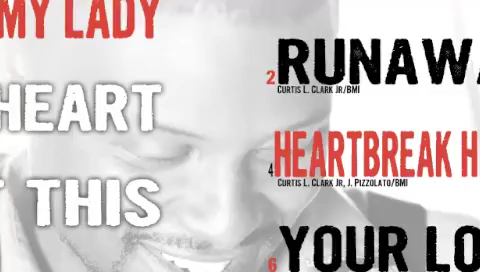 MY LADY
HEART
THIS
2 RUNAWA
CURTIS L. CLARK JR/BMI
4 HEARTBREAK H
CURTIS L. CLARK JR, J. PIZZOLATO/BMI
6 YOUR LO